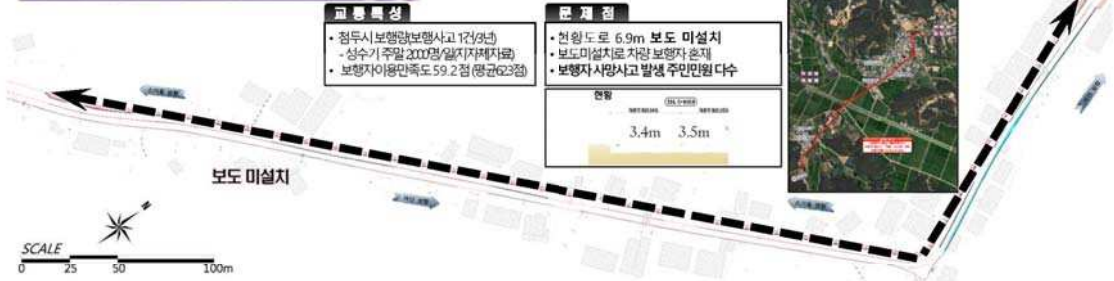 교통특성
• 첨두시 보행량(보행사고 1건/3년)
- 성수기 주말 2000명/일(지자체자료)
• 보행자이용만족도 59.2점 (평균62.3점)
문제점
• 현황도로 6.9m 보도 미설치
• 보도미설치로 차량 보행자 혼재
• 보행자 사망사고 발생, 주민민원 다수
현황
3.4m 3.5m
보도 미설치
N
SCALE
0 25 50 100m